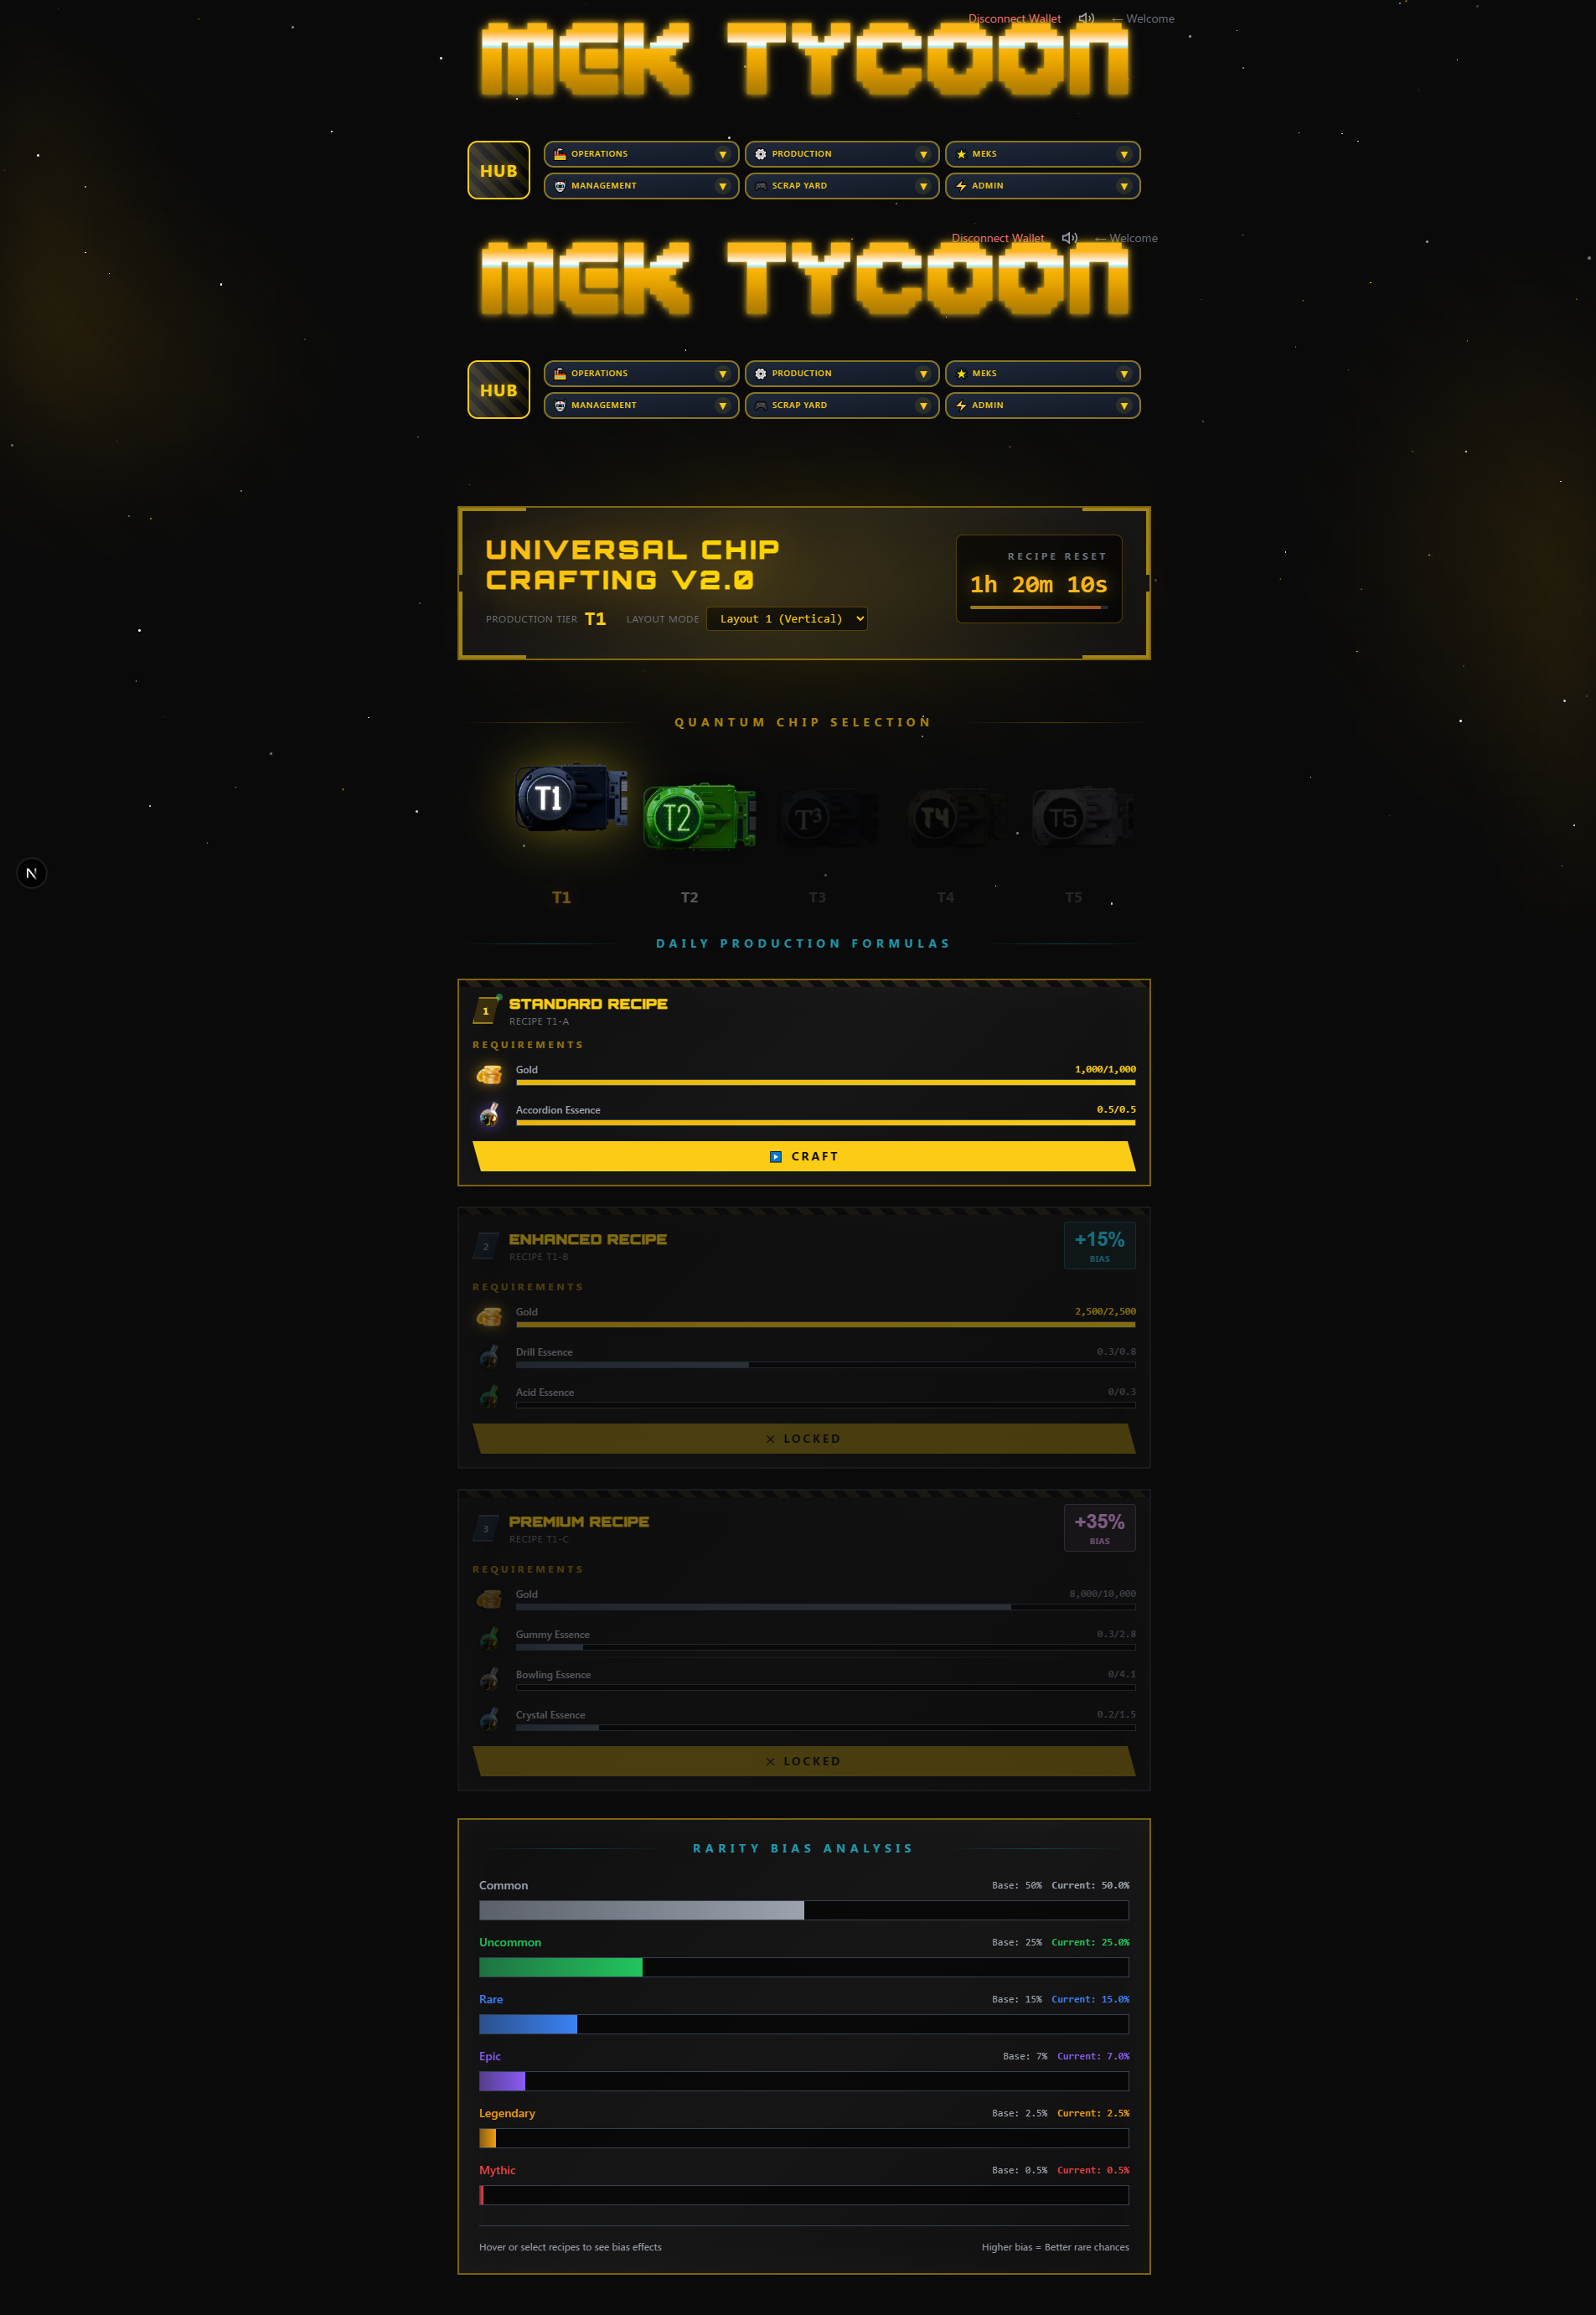 Disconnect Wallet ← Welcome
MEK TYCOON
HUB
OPERATIONS ▼
PRODUCTION ▼
MEKS ▼
MANAGEMENT ▼
SCRAP YARD ▼
ADMIN ▼
Disconnect Wallet ← Welcome
MEK TYCOON
HUB
OPERATIONS ▼
PRODUCTION ▼
MEKS ▼
MANAGEMENT ▼
SCRAP YARD ▼
ADMIN ▼
UNIVERSAL CHIP
CRAFTING V2.0
PRODUCTION TIER T1 LAYOUT MODE Layout 1 (Vertical)
RECIPE RESET
1h 20m 10s
QUANTUM CHIP SELECTION
T1 T2 T3 T4 T5
N
T1 T2 T3 T4 T5
DAILY PRODUCTION FORMULAS
1 STANDARD RECIPE
RECIPE T1-A
REQUIREMENTS
Gold 1,000/1,000
Accordion Essence 0.5/0.5
CRAFT
2 ENHANCED RECIPE
RECIPE T1-B
+15%
BIAS
REQUIREMENTS
Gold 2,500/2,500
Drill Essence 0.3/0.8
Acid Essence 0/0.3
× LOCKED
3 PREMIUM RECIPE
RECIPE T1-C
+35%
BIAS
REQUIREMENTS
Gold 8,000/10,000
Gummy Essence 0.3/2.8
Bowling Essence 0/4.1
Crystal Essence 0.2/1.5
× LOCKED
RARITY BIAS ANALYSIS
Common Base: 50% Current: 50.0%
Uncommon Base: 25% Current: 25.0%
Rare Base: 15% Current: 15.0%
Epic Base: 7% Current: 7.0%
Legendary Base: 2.5% Current: 2.5%
Mythic Base: 0.5% Current: 0.5%
Hover or select recipes to see bias effects
Higher bias = Better rare chances